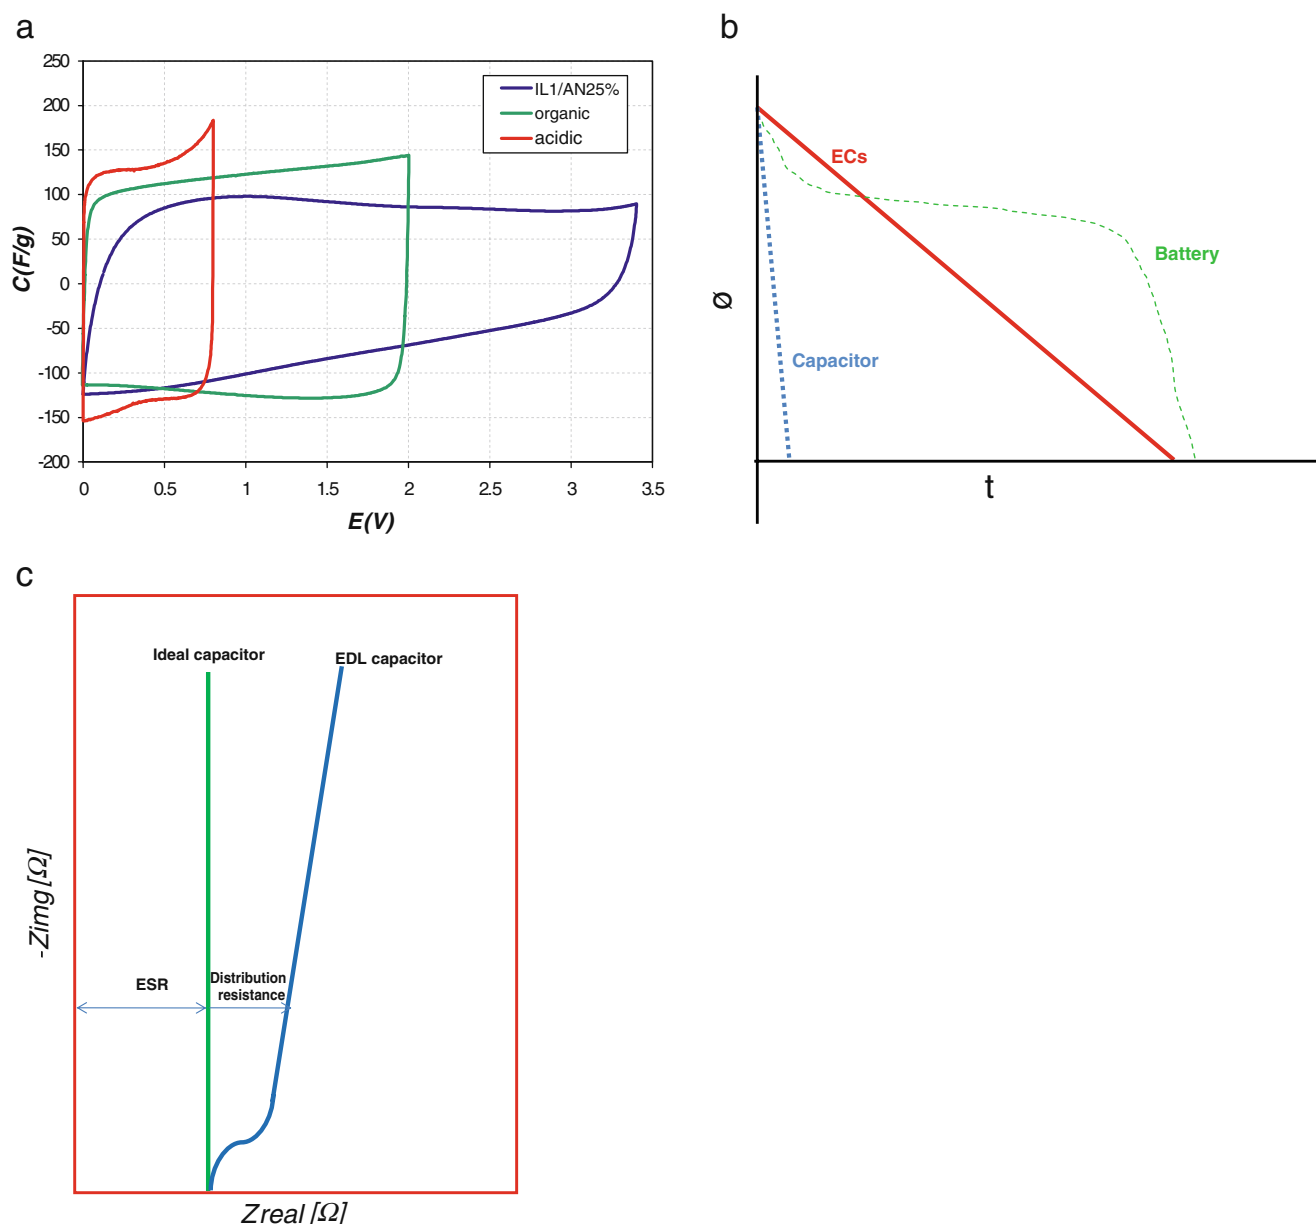 a
250
200
150
100
50
0
-50
-100
-150
-200
C(F/g)
0 0.5 1 1.5 2 2.5 3 3.5
E(V)
IL1/AN25%
organic
acidic
b
ECs
Battery
Capacitor
Ø
t
c
Ideal capacitor
EDL capacitor
ESR
Distribution
resistance
-Zimg[Ω]
Zreal[Ω]